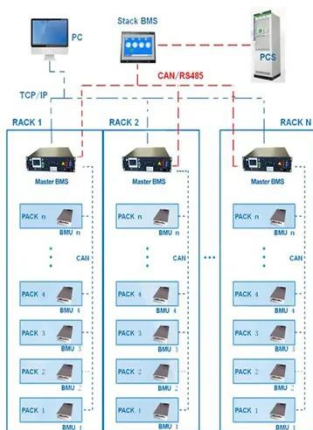 PC
Stack BMS
PCS
CAN/RS485
TCP/IP
RACK 1
RACK 2
RACK N
Master BMS
Master BMS
Master BMS
PACK n
BMU n
PACK n
BMU n
PACK n
BMU n
CAN
CAN
CAN
PACK 4
BMU 4
PACK 4
BMU 4
PACK 4
BMU 4
PACK 3
BMU 3
PACK 3
BMU 3
PACK 3
BMU 3
PACK 2
BMU 2
PACK 2
BMU 2
PACK 2
BMU 2
PACK 1
BMU 1
PACK 1
BMU 1
PACK 1
BMU 1